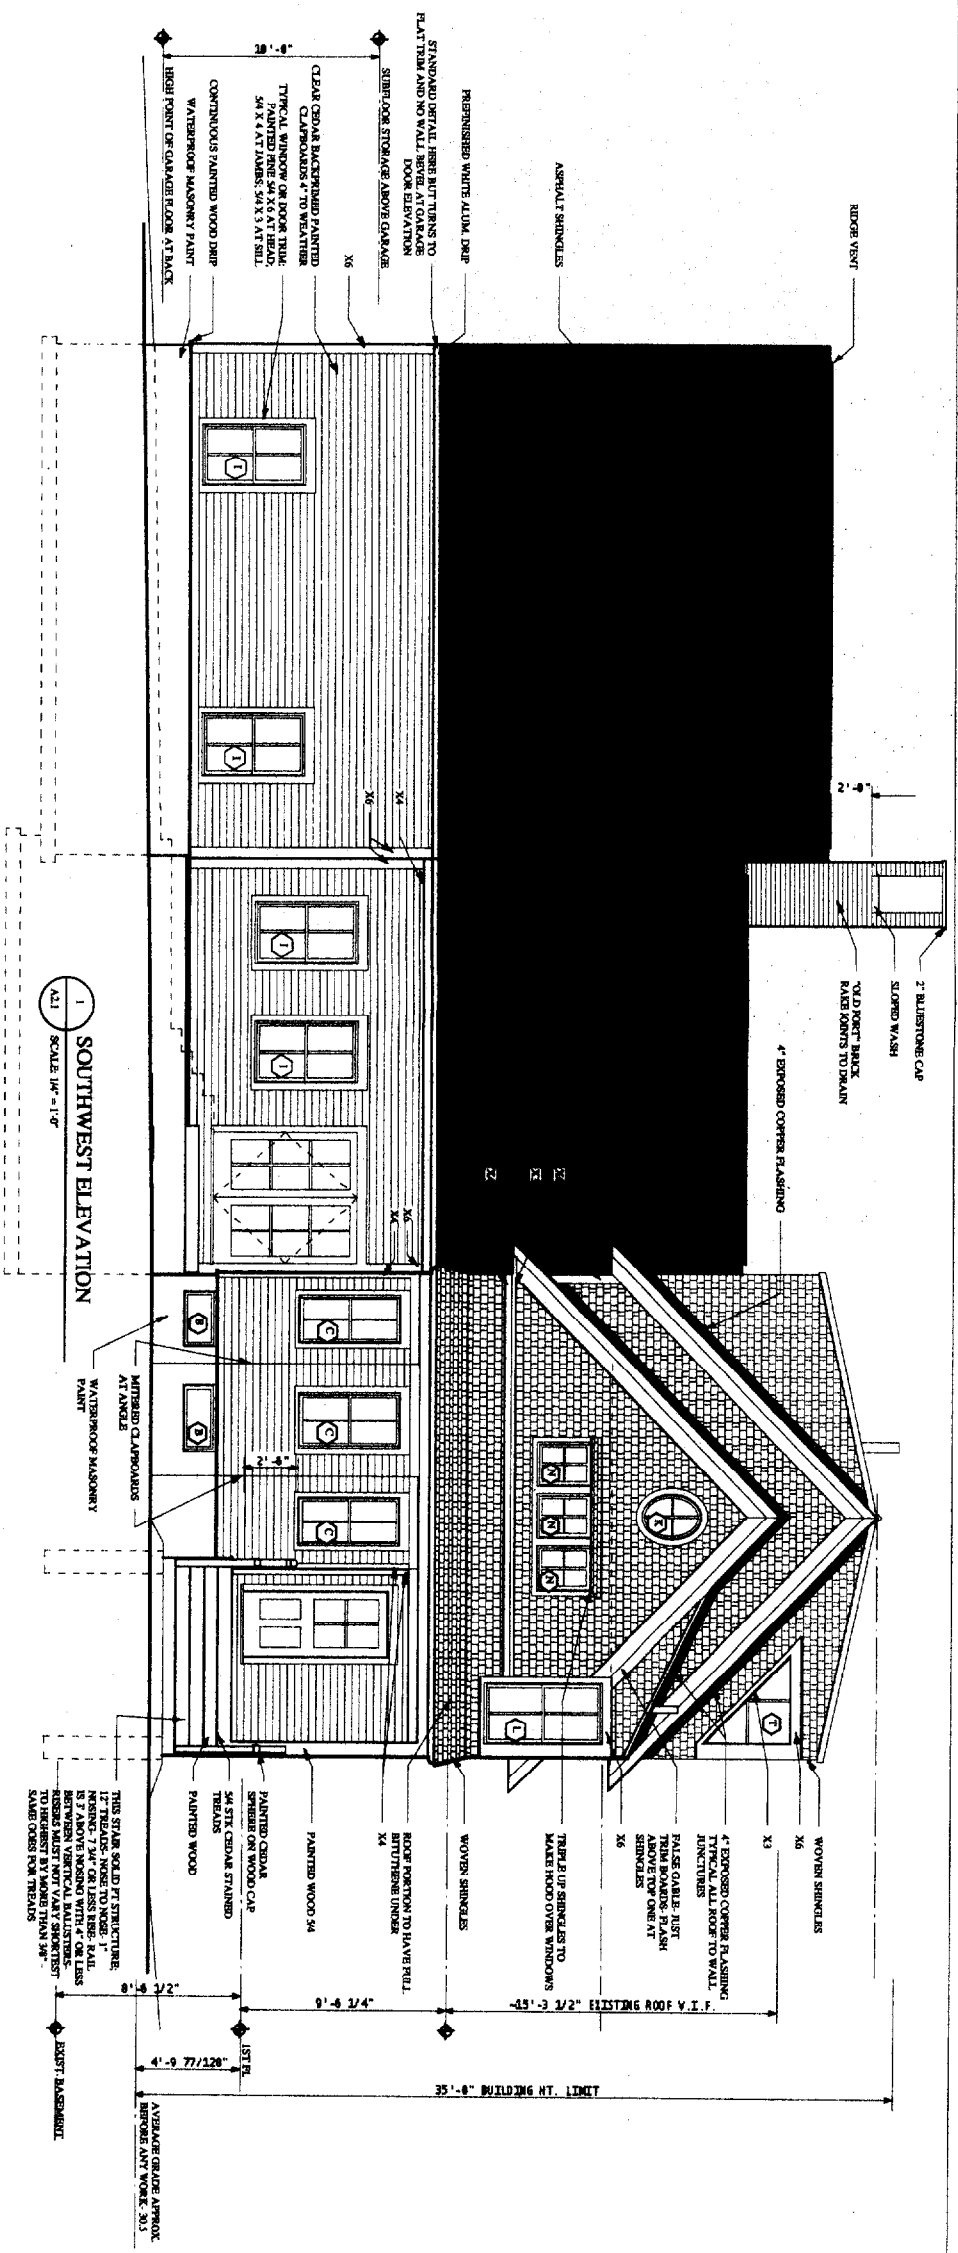 RIDGE VENT
ASPHALT SHINGLES
PREFINISHED WHITE ALUM. DRIP
STANDARD DETAIL HERE BUT TURNS TO
FLAT TRIM AND NO WALL BEVEL AT GARAGE
DOOR ELEVATION
SUBFLOOR STORAGE ABOVE GARAGE
X6
CLEAR CEDAR BACKPRIMED PAINTED
CLAPBOARDS 4" TO WEATHER
TYPICAL WINDOW OR DOOR TRIM:
PAINTED PINE 5/4 X 6 AT HEAD;
5/4 X 4 AT JAMBS; 5/4 X 3 AT SILL
CONTINUOUS PAINTED WOOD DRIP
WATERPROOF MASONRY PAINT
HIGH POINT OF GARAGE FLOOR AT BACK
I
I
X4
X6
2'-0"
2" BLUESTONE CAP
SLOPED WASH
"OLD PORT" BRICK
RAKE JOINTS TO DRAIN
4" EXPOSED COPPER FLASHING
I
I
X6
X4
B
B
C
C
C
2'-6"
N
N
N
K
L
T
MITERED CLAPBOARDS
AT ANGLE
WATERPROOF MASONRY
PAINT
1
A2.1
SOUTHWEST ELEVATION
SCALE: 1/4" = 1'-0"
WOVEN SHINGLES
X6
X3
4" EXPOSED COPPER FLASHING
TYPICAL ALL ROOF TO WALL
JUNCTURES
FALSE GABLE- JUST
TRIM BOARDS- FLASH
ABOVE TOP ONE AT
SHINGLES
X6
TRIPLE UP SHINGLES TO
MAKE HOOD OVER WINDOWS
WOVEN SHINGLES
ROOF PORTION TO HAVE FULL
BITUTHENE UNDER
X4
PAINTED WOOD 5/4
PAINTED CEDAR
SPHERE ON WOOD CAP
5/4 STK CEDAR STAINED
TREADS
PAINTED WOOD
THIS STAIR SOLID PT STRUCTURE;
12" TREADS- NOSE TO NOSE- 1"
NOSING- 7 3/4" OR LESS RISE- RAIL
IS 3' ABOVE NOSING WITH 4" OR LESS
BETWEEN VERTICAL BALUSTERS-
RISERS MUST NOT VARY SHORTEST
TO HIGHEST BY MORE THAN 3/8" -
SAME GOES FOR TREADS
~15'-3 1/2" EXISTING ROOF V.I.F.
9'-6 1/4"
8'-6 1/2"
1ST FL
4'-9 77/128"
35'-0" BUILDING HT. LIMIT
EXIST. BASEMENT
AVERAGE GRADE APPROX.
BEFORE ANY WORK- 30.5